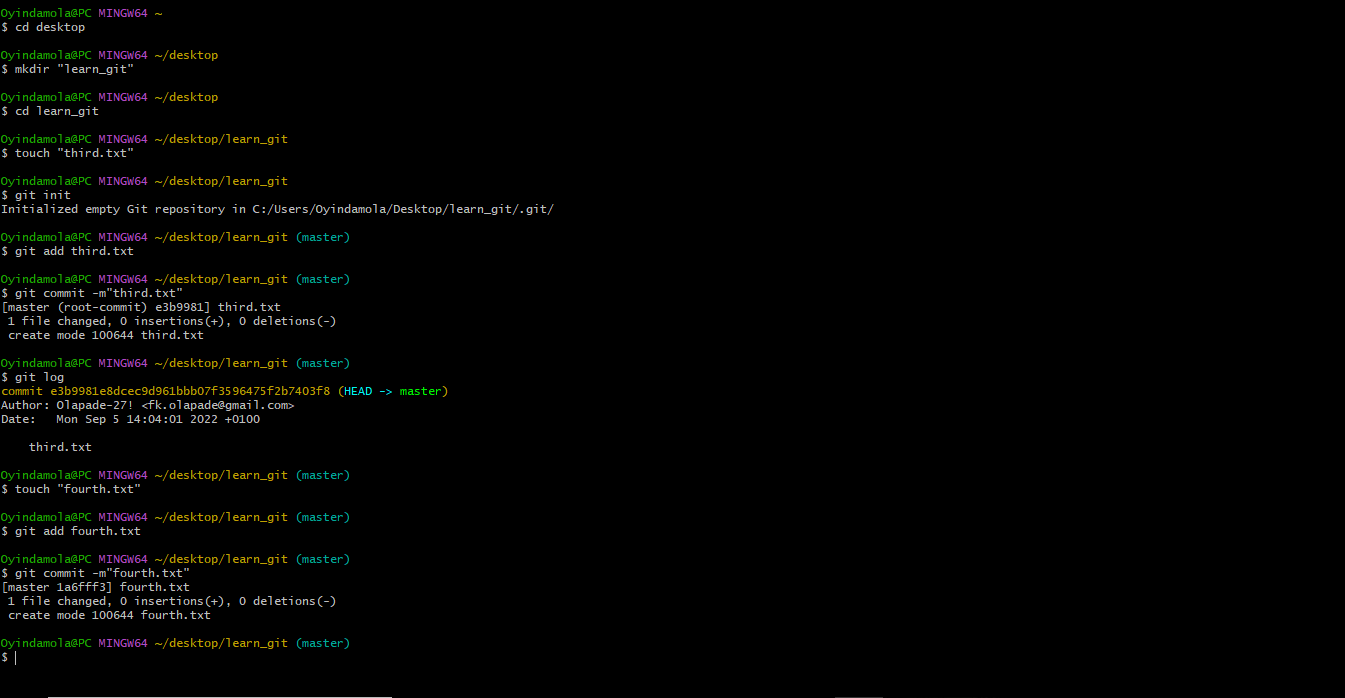 Oyindamola@PC MINGW64 ~
$ cd desktop
Oyindamola@PC MINGW64 ~/desktop
$ mkdir "learn_git"
Oyindamola@PC MINGW64 ~/desktop
$ cd learn_git
Oyindamola@PC MINGW64 ~/desktop/learn_git
$ touch "third.txt"
Oyindamola@PC MINGW64 ~/desktop/learn_git
$ git init
Initialized empty Git repository in C:/Users/Oyindamola/Desktop/learn_git/.git/
Oyindamola@PC MINGW64 ~/desktop/learn_git (master)
$ git add third.txt
Oyindamola@PC MINGW64 ~/desktop/learn_git (master)
$ git commit -m"third.txt"
[master (root-commit) e3b9981] third.txt
 1 file changed, 0 insertions(+), 0 deletions(-)
 create mode 100644 third.txt
Oyindamola@PC MINGW64 ~/desktop/learn_git (master)
$ git log
commit e3b9981e8dcec9d961bbb07f3596475f2b7403f8 (HEAD -> master)
Author: Olapade-27! <fk.olapade@gmail.com>
Date:   Mon Sep 5 14:04:01 2022 +0100
    third.txt
Oyindamola@PC MINGW64 ~/desktop/learn_git (master)
$ touch "fourth.txt"
Oyindamola@PC MINGW64 ~/desktop/learn_git (master)
$ git add fourth.txt
Oyindamola@PC MINGW64 ~/desktop/learn_git (master)
$ git commit -m"fourth.txt"
[master 1a6fff3] fourth.txt
 1 file changed, 0 insertions(+), 0 deletions(-)
 create mode 100644 fourth.txt
Oyindamola@PC MINGW64 ~/desktop/learn_git (master)
$